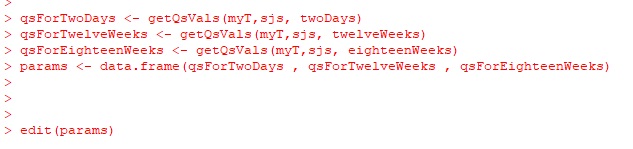 >
> qsForTwoDays <- getQsVals(myT,sjs, twoDays)
> qsForTwelveWeeks <- getQsVals(myT,sjs, twelveWeeks)
> qsForEighteenWeeks <- getQsVals(myT,sjs, eighteenWeeks)
> params <- data.frame(qsForTwoDays , qsForTwelveWeeks , qsForEighteenWeeks)
>
>
>
> edit(params)